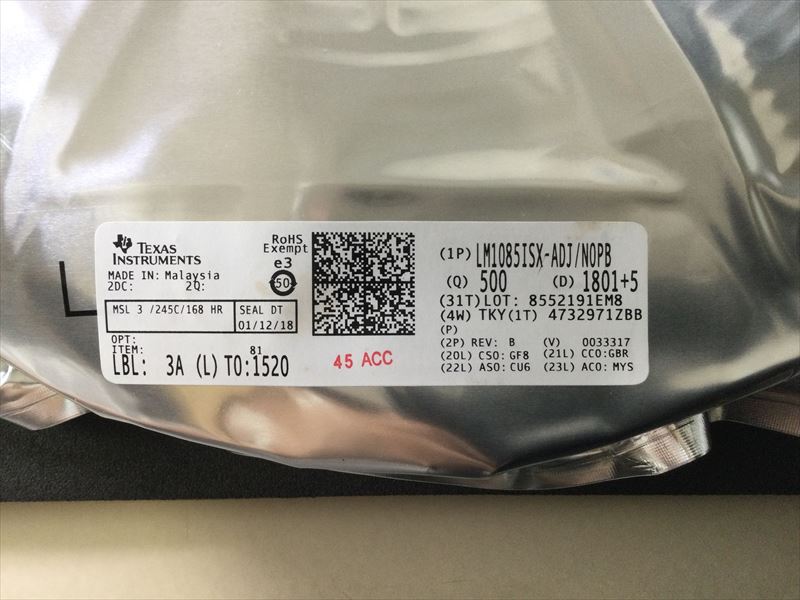 TEXAS
INSTRUMENTS
MADE IN: Malaysia
2DC: 2Q:
RoHS
Exempt
e3
50
MSL 3 /245C/168 HR
SEAL DT
01/12/18
OPT:
ITEM: 81
LBL: 3A (L) TO:1520
45 ACC
(1P) LM1085ISX-ADJ/NOPB
(Q) 500 (D) 1801+5
(31T) LOT: 8552191EM8
(4W) TKY(1T) 4732971ZBB
(P)
(2P) REV: B (V) 0033317
(20L) CSO: GF8 (21L) CCO:GBR
(22L) ASO: CU6 (23L) ACO: MYS